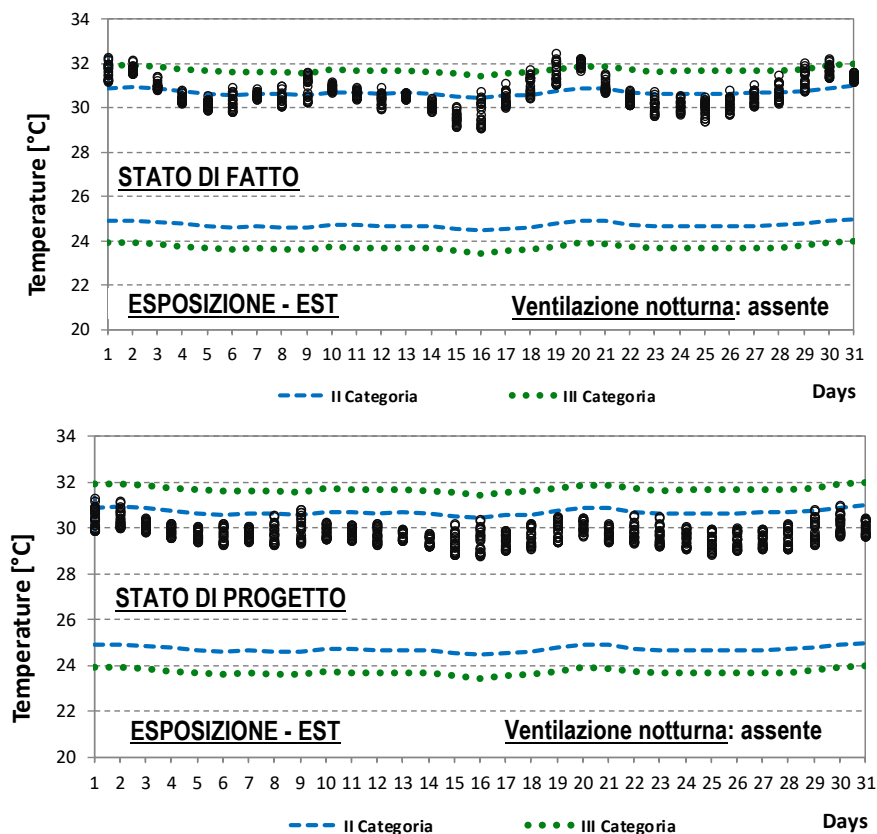 34
32
30
28
26
24
22
20
Temperature [°C]
STATO DI FATTO
ESPOSIZIONE - EST
Ventilazione notturna: assente
1 2 3 4 5 6 7 8 9 10 11 12 13 14 15 16 17 18 19 20 21 22 23 24 25 26 27 28 29 30 31
II Categoria
III Categoria
Days
34
32
30
28
26
24
22
20
Temperature [°C]
STATO DI PROGETTO
ESPOSIZIONE - EST
Ventilazione notturna: assente
1 2 3 4 5 6 7 8 9 10 11 12 13 14 15 16 17 18 19 20 21 22 23 24 25 26 27 28 29 30 31
II Categoria
III Categoria
Days